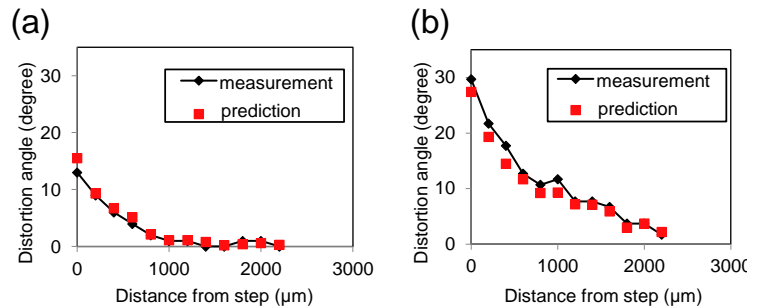 (a)
measurement
prediction
Distortion angle (degree)
30
20
10
0
0
1000
2000
3000
Distance from step (μm)
(b)
measurement
prediction
Distortion angle (degree)
30
20
10
0
0
1000
2000
3000
Distance from step (μm)